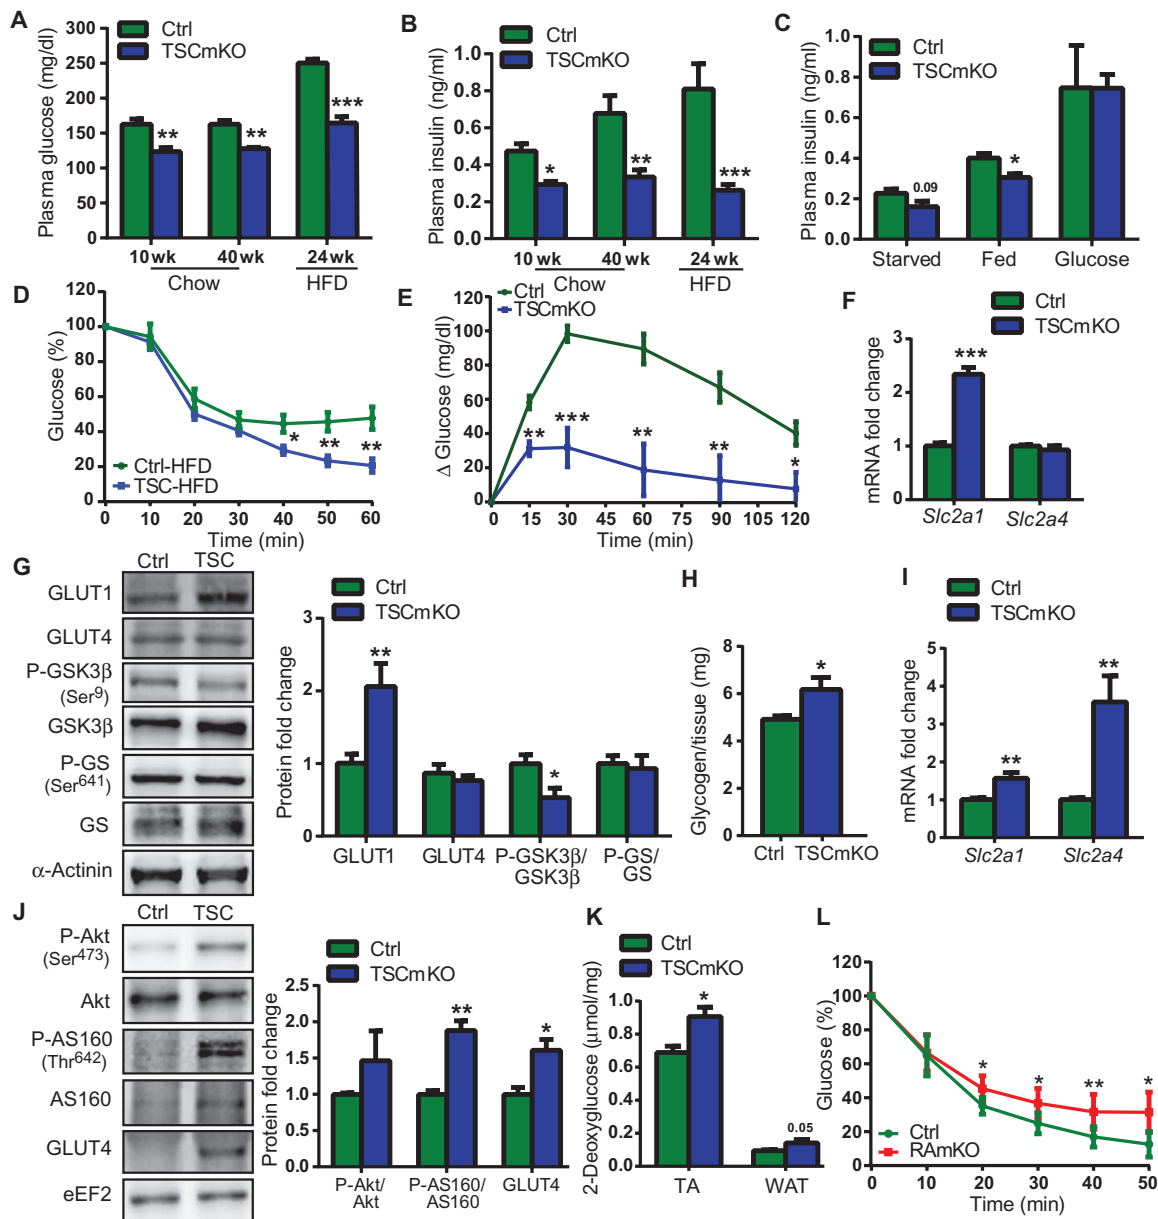 A
Ctrl
TSCmKO
Plasma glucose (mg/dl)
300
250
200
150
100
50
0
**
**
***
10 wk
40 wk
24 wk
Chow
HFD
B
Ctrl
TSCmKO
Plasma insulin (ng/ml)
1.0
0.8
0.6
0.4
0.2
0.0
*
**
***
10 wk
40 wk
24 wk
Chow
HFD
C
Ctrl
TSCmKO
Plasma insulin (ng/ml)
1.0
0.8
0.6
0.4
0.2
0.0
0.09
*
Starved
Fed
Glucose
D
Glucose (%)
120
100
80
60
40
20
0
*
**
**
Ctrl-HFD
TSC-HFD
0 10 20 30 40 50 60
Time (min)
E
Ctrl
TSCmKO
Δ Glucose (mg/dl)
120
100
80
60
40
20
0
**
***
**
**
*
0 15 30 45 60 75 90 105 120
Time (min)
F
Ctrl
TSCmKO
mRNA fold change
3
2
1
0
***
Slc2a1
Slc2a4
G
Ctrl TSC
GLUT1
GLUT4
P-GSK3β
(Ser9)
GSK3β
P-GS
(Ser641)
GS
α-Actinin
Ctrl
TSCmKO
Protein fold change
3
2
1
0
**
*
GLUT1
GLUT4
P-GSK3β/
GSK3β
P-GS/
GS
H
Ctrl
TSCmKO
Glycogen/tissue (mg)
8
6
4
2
0
*
Ctrl TSCmKO
I
Ctrl
TSCmKO
mRNA fold change
5
4
3
2
1
0
**
**
Slc2a1
Slc2a4
J
Ctrl TSC
P-Akt
(Ser473)
Akt
P-AS160
(Thr642)
AS160
GLUT4
eEF2
Ctrl
TSCmKO
Protein fold change
2.5
2.0
1.5
1.0
0.5
0.0
**
*
P-Akt/
Akt
P-AS160/
AS160
GLUT4
K
Ctrl
TSCmKO
2-Deoxyglucose (μmol/mg)
1.0
0.8
0.6
0.4
0.2
0.0
*
0.05
TA
WAT
L
Glucose (%)
120
100
80
60
40
20
0
*
*
**
*
Ctrl
RAmKO
0 10 20 30 40 50
Time (min)